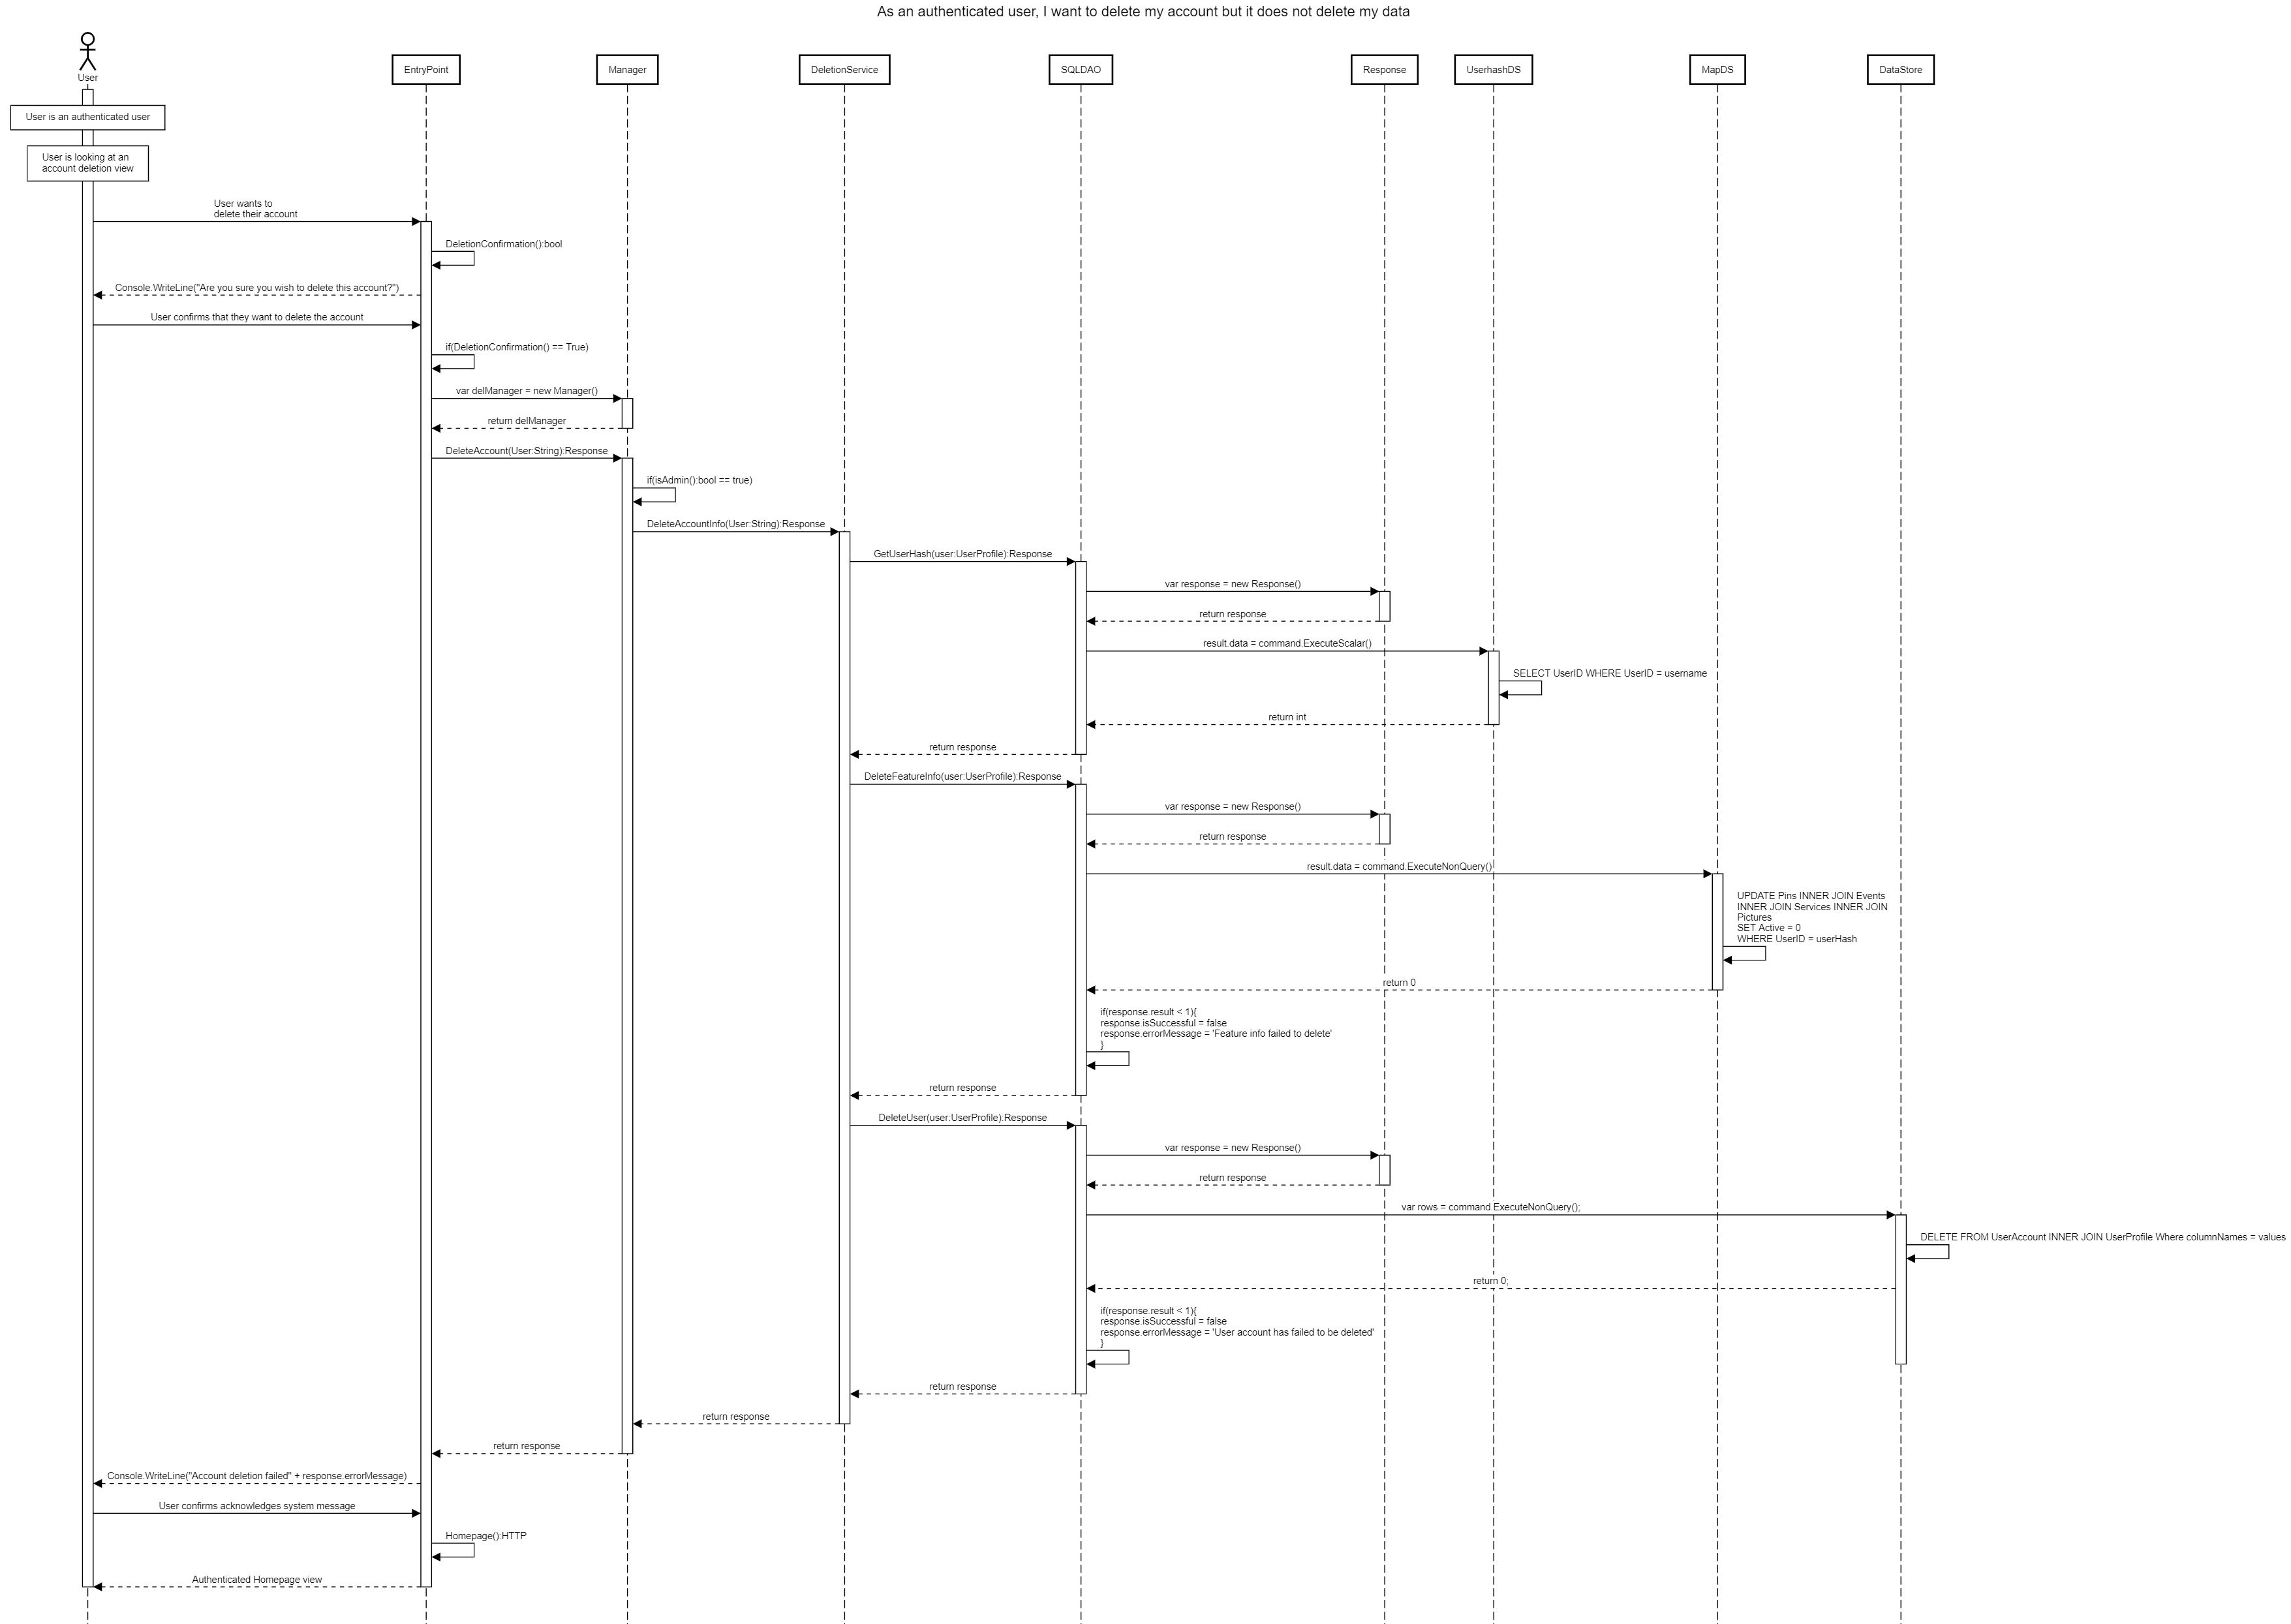 As an authenticated user, I want to delete my account but it does not delete my data
User
EntryPoint
Manager
DeletionService
SQLDAO
Response
UserhashDS
MapDS
DataStore
User is an authenticated user
User is looking at an
account deletion view
User wants to
delete their account
DeletionConfirmation():bool
Console.WriteLine("Are you sure you wish to delete this account?")
User confirms that they want to delete the account
if(DeletionConfirmation() == True)
var delManager = new Manager()
return delManager
DeleteAccount(User:String):Response
if(isAdmin():bool == true)
DeleteAccountInfo(User:String):Response
GetUserHash(user:UserProfile):Response
var response = new Response()
return response
result.data = command.ExecuteScalar()
SELECT UserID WHERE UserID = username
return int
return response
DeleteFeatureInfo(user:UserProfile):Response
var response = new Response()
return response
result.data = command.ExecuteNonQuery()
UPDATE Pins INNER JOIN Events
INNER JOIN Services INNER JOIN
Pictures
SET Active = 0
WHERE UserID = userHash
return 0
if(response.result < 1){
response.isSuccessful = false
response.errorMessage = 'Feature info failed to delete'
}
return response
DeleteUser(user:UserProfile):Response
var response = new Response()
return response
var rows = command.ExecuteNonQuery();
DELETE FROM UserAccount INNER JOIN UserProfile Where columnNames = values
return 0;
if(response.result < 1){
response.isSuccessful = false
response.errorMessage = 'User account has failed to be deleted'
}
return response
return response
return response
Console.WriteLine("Account deletion failed" + response.errorMessage)
User confirms acknowledges system message
Homepage():HTTP
Authenticated Homepage view